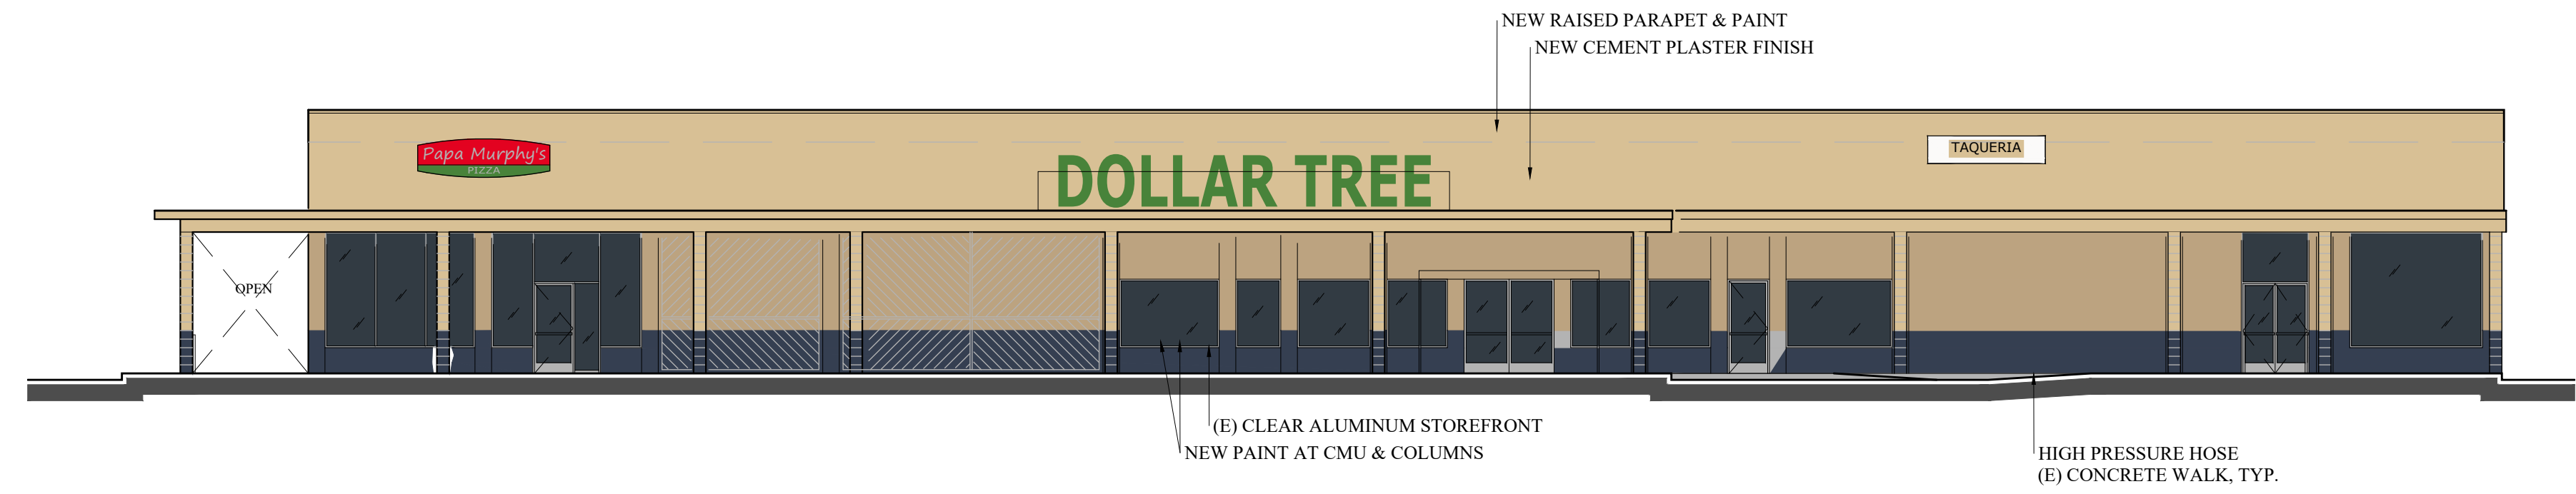 NEW RAISED PARAPET & PAINT
NEW CEMENT PLASTER FINISH
Papa Murphy's
PIZZA
DOLLAR TREE
TAQUERIA
OPEN
(E) CLEAR ALUMINUM STOREFRONT
NEW PAINT AT CMU & COLUMNS
HIGH PRESSURE HOSE
(E) CONCRETE WALK, TYP.